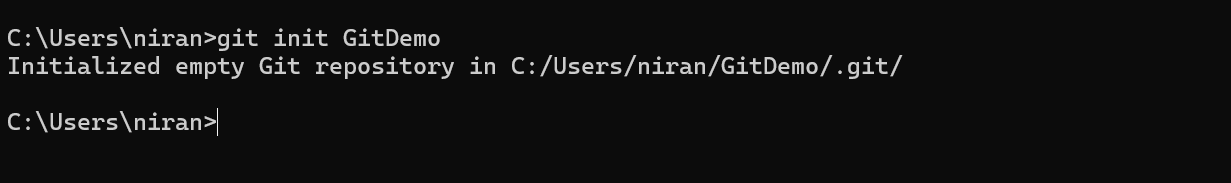 C:\Users\niran>git init GitDemo
Initialized empty Git repository in C:/Users/niran/GitDemo/.git/
C:\Users\niran>